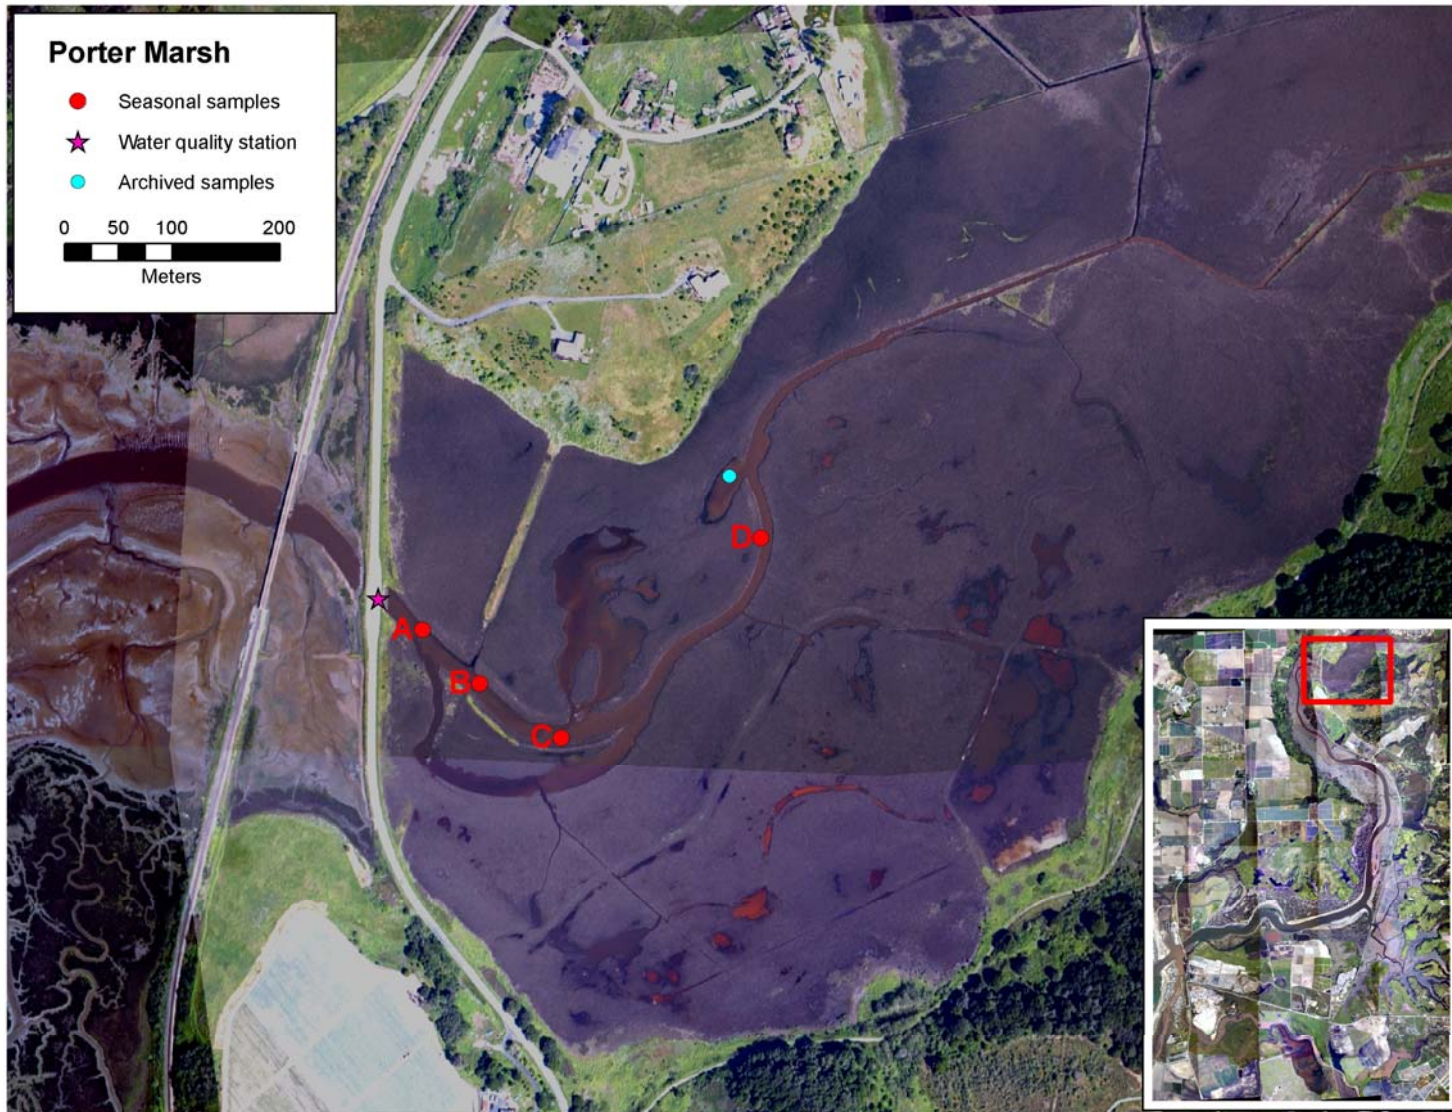 Porter Marsh
Seasonal samples
Water quality station
Archived samples
0 50 100 200
Meters
D
A
B
C